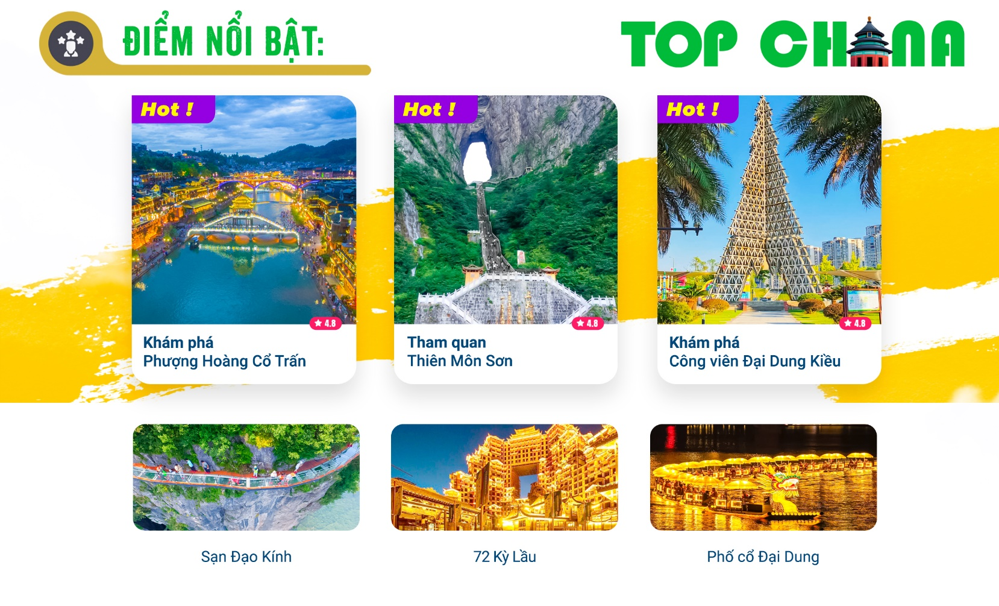 ĐIỂM NỔI BẬT:
TOP CHINA
Hot !
Hot !
Hot !
4.8
4.8
4.8
Khám phá
Phượng Hoàng Cổ Trấn
Tham quan
Thiên Môn Sơn
Khám phá
Công viên Đại Dung Kiều
Sạn Đạo Kính
72 Kỳ Lầu
Phố cổ Đại Dung